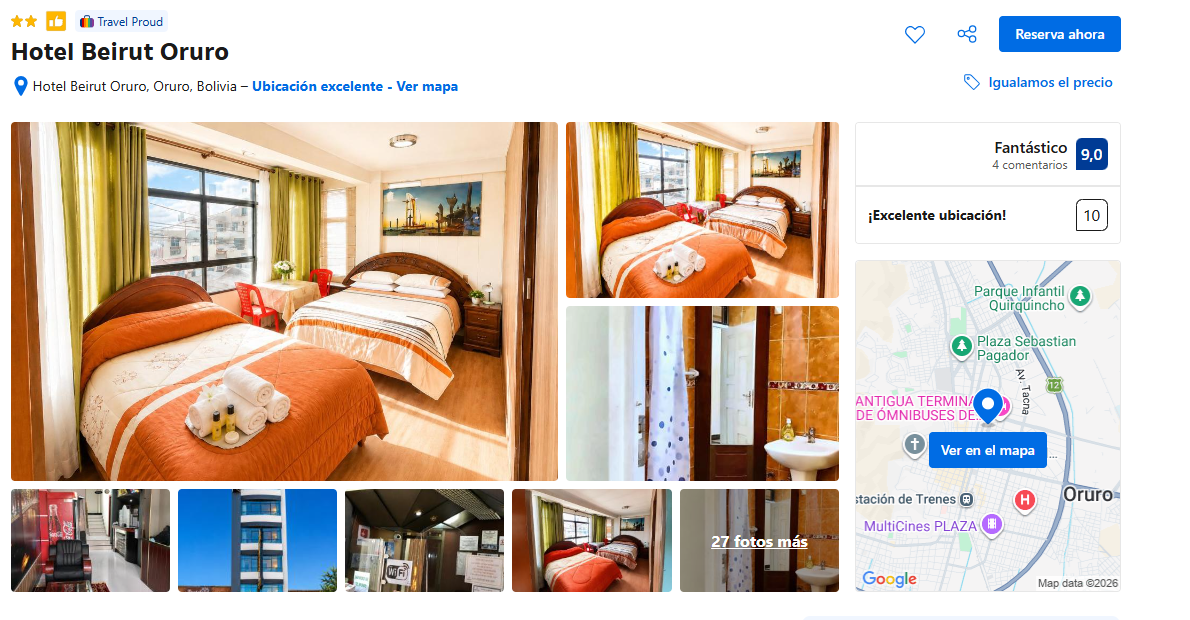 Travel Proud
Hotel Beirut Oruro
Hotel Beirut Oruro, Oruro, Bolivia – Ubicación excelente - Ver mapa
Reserva ahora
Igualamos el precio
Fantástico
4 comentarios
9,0
¡Excelente ubicación!
10
Parque Infantil
Quirquincho
Plaza Sebastian
Pagador
Av. Tacna
12
ANTIGUA TERMINA
DE ÓMNIBUSES DE...
Ver en el mapa
...
stación de Trenes
H
Oruro
MultiCines PLAZA
Google
Map data ©2026
Coca-Cola
WiFi
27 fotos más